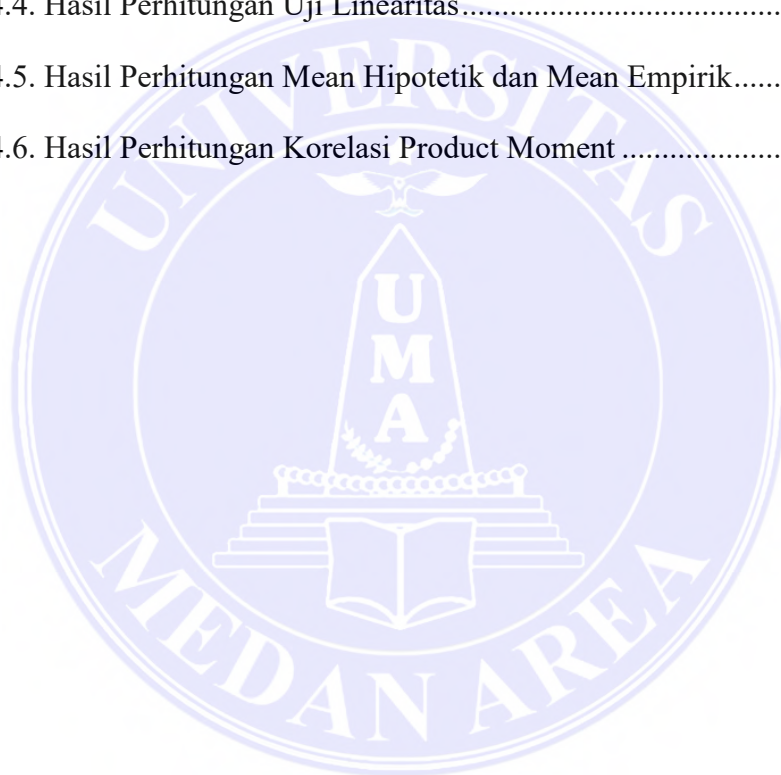 4.4. Hasil Perhitungan Uji Linearitas......................................
4.5. Hasil Perhitungan Mean Hipotetik dan Mean Empirik......
4.6. Hasil Perhitungan Korelasi Product Moment ...................
UNIVERSITAS
U
M
A
MEDAN AREA